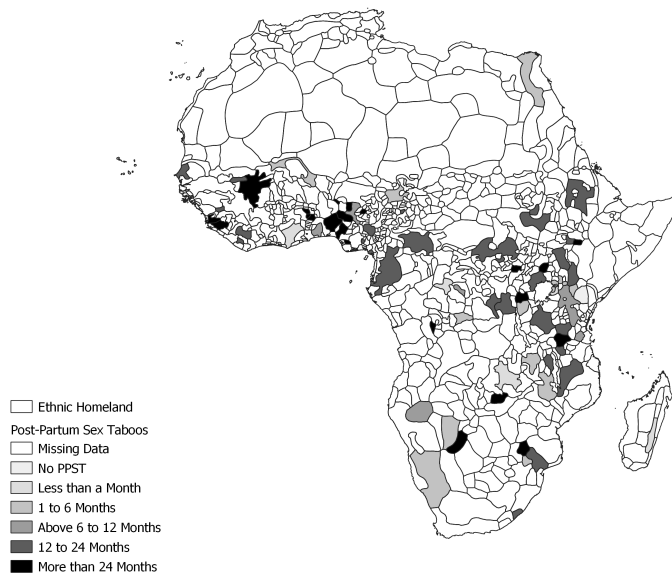 Ethnic Homeland
Post-Partum Sex Taboos
Missing Data
No PPST
Less than a Month
1 to 6 Months
Above 6 to 12 Months
12 to 24 Months
More than 24 Months